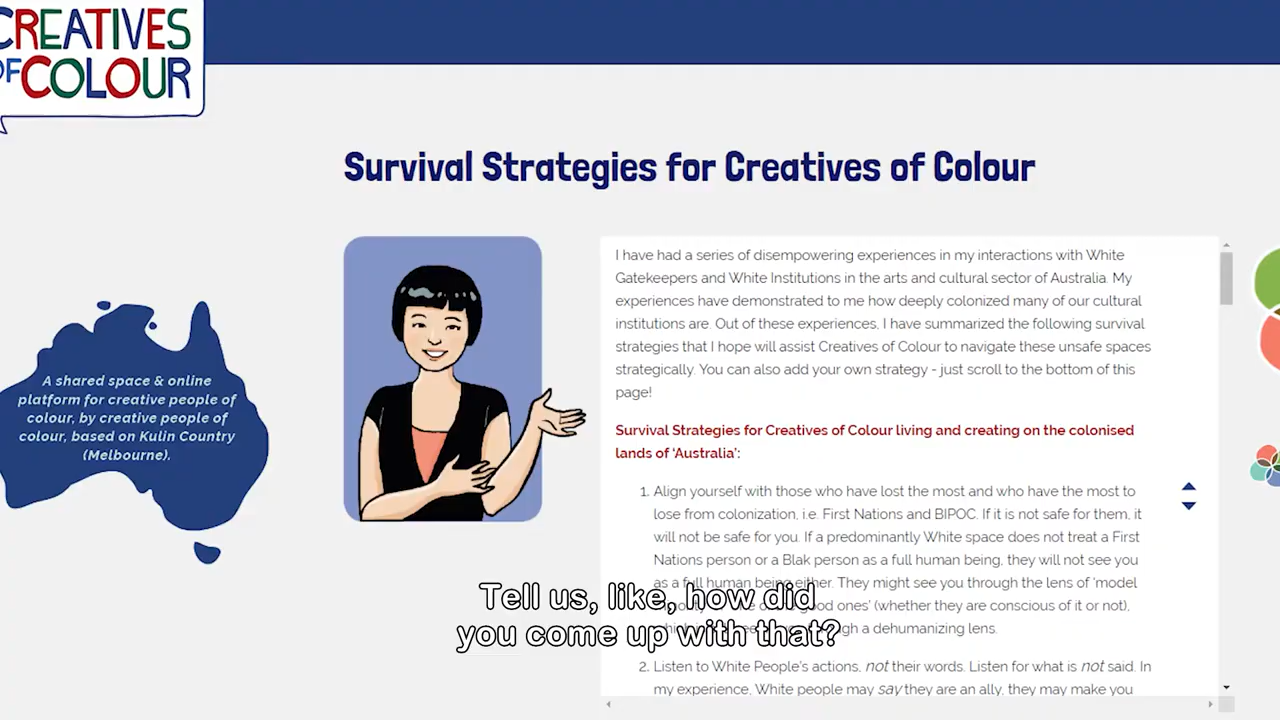 CREATIVES
OF COLOUR
Survival Strategies for Creatives of Colour
A shared space & online
platform for creative people of
colour, by creative people of
colour, based on Kulin Country
(Melbourne).
I have had a series of disempowering experiences in my interactions with White
Gatekeepers and White Institutions in the arts and cultural sector of Australia. My
experiences have demonstrated to me how deeply colonized many of our cultural
institutions are. Out of these experiences, I have summarized the following survival
strategies that I hope will assist Creatives of Colour to navigate these unsafe spaces
strategically. You can also add your own strategy - just scroll to the bottom of this
page!
Survival Strategies for Creatives of Colour living and creating on the colonised
lands of ‘Australia’:
1. Align yourself with those who have lost the most and who have the most to
lose from colonization, i.e. First Nations and BIPOC. If it is not safe for them, it
will not be safe for you. If a predominantly White space does not treat a First
Nations person or a Blak person as a full human being, they will not see you
as a full human being either. They might see you through the lens of ‘model
good ones’ (whether they are conscious of it or not),
a dehumanizing lens.
2. Listen to White People’s actions, not their words. Listen for what is not said. In
my experience, White people may say they are an ally, they may make you
Tell us, like, how did
you come up with that?